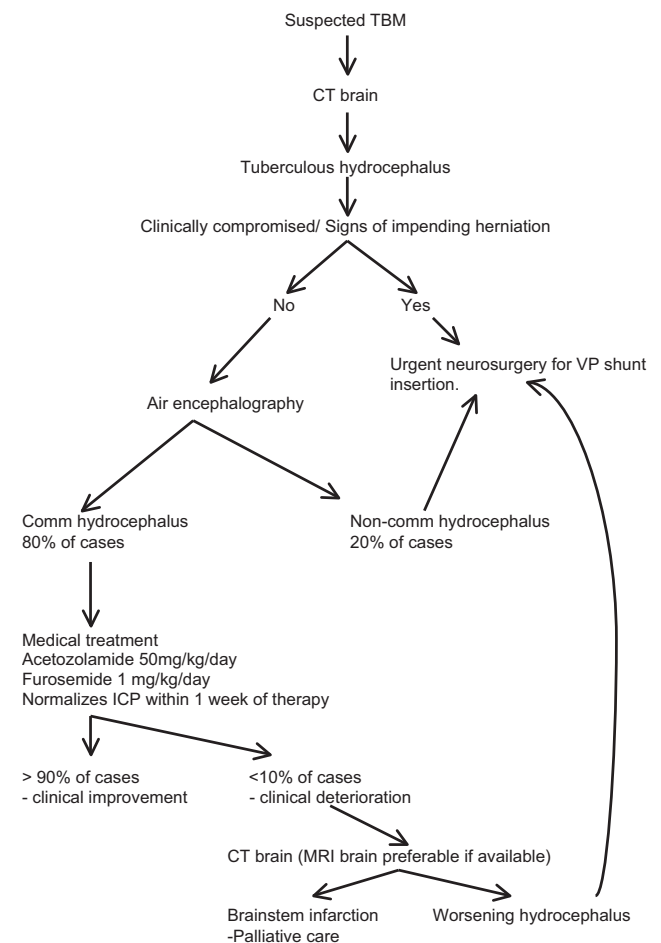 Suspected TBM
CT brain
Tuberculous hydrocephalus
Clinically compromised/ Signs of impending herniation
No
Yes
Urgent neurosurgery for VP shunt
insertion.
Air encephalography
Comm hydrocephalus
80% of cases
Non-comm hydrocephalus
20% of cases
Medical treatment
Acetozolamide 50mg/kg/day
Furosemide 1 mg/kg/day
Normalizes ICP within 1 week of therapy
> 90% of cases
- clinical improvement
<10% of cases
- clinical deterioration
CT brain (MRI brain preferable if available)
Brainstem infarction
-Palliative care
Worsening hydrocephalus